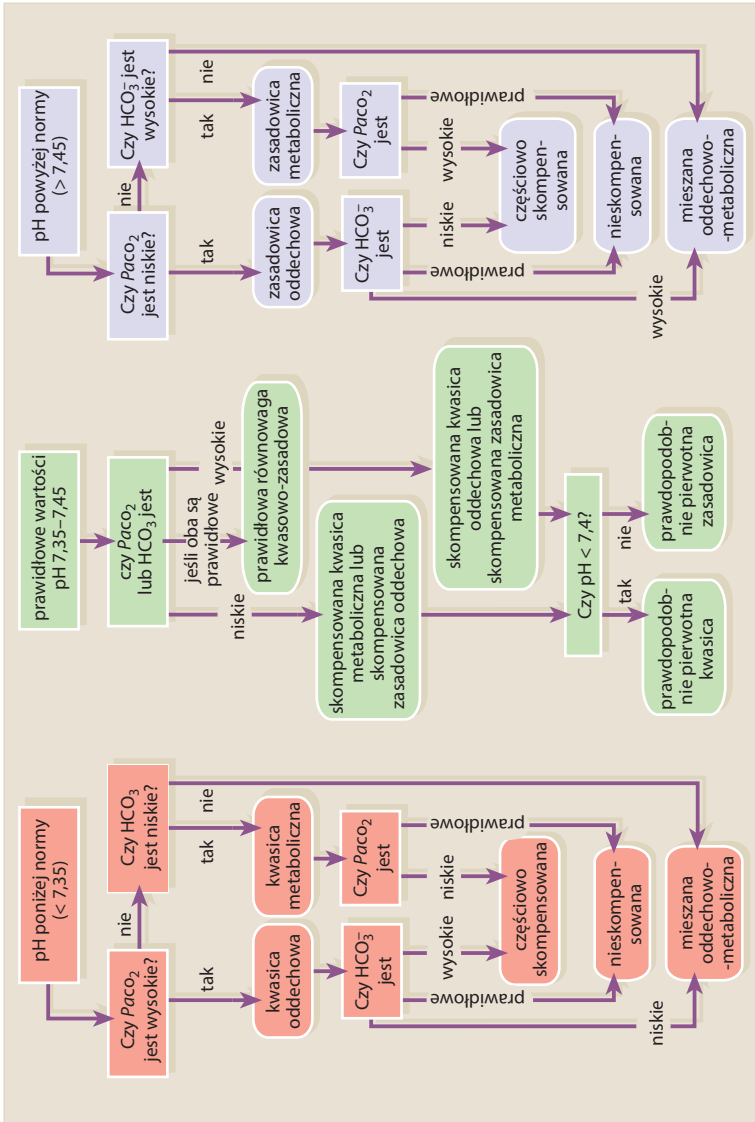 pH poniżej normy
(< 7,35)
Czy Paco₂
jest wysokie?
nie
Czy HCO₃
jest niskie?
tak
tak
nie
kwasica
oddechowa
kwasica
metaboliczna
Czy HCO₃⁻
jest
Czy Paco₂
jest
prawidłowe
wysokie
niskie
prawidłowe
niskie
częściowo
skompensowana
nieskompen-
sowana
mieszana
oddechowo-
-metaboliczna
prawidłowe wartości
pH 7,35–7,45
czy Paco₂
lub HCO₃ jest
niskie
jeśli oba są
prawidłowe
wysokie
prawidłowa równowaga
kwasowo-zasadowa
skompensowana kwasica
metaboliczna lub
skompensowana
zasadowica oddechowa
skompensowana kwasica
oddechowa lub
skompensowana zasadowica
metaboliczna
Czy pH < 7,4?
tak
nie
prawdopodob-
nie pierwotna
kwasica
prawdopodob-
nie pierwotna
zasadowica
pH powyżej normy
(> 7,45)
Czy Paco₂
jest niskie?
nie
Czy HCO₃⁻ jest
wysokie?
tak
tak
nie
zasadowica
oddechowa
zasadowica
metaboliczna
Czy HCO₃⁻
jest
Czy Paco₂
jest
prawidłowe
niskie
wysokie
prawidłowe
wysokie
częściowo
skompen-
sowana
nieskompen-
sowana
mieszana
oddechowo-
-metaboliczna